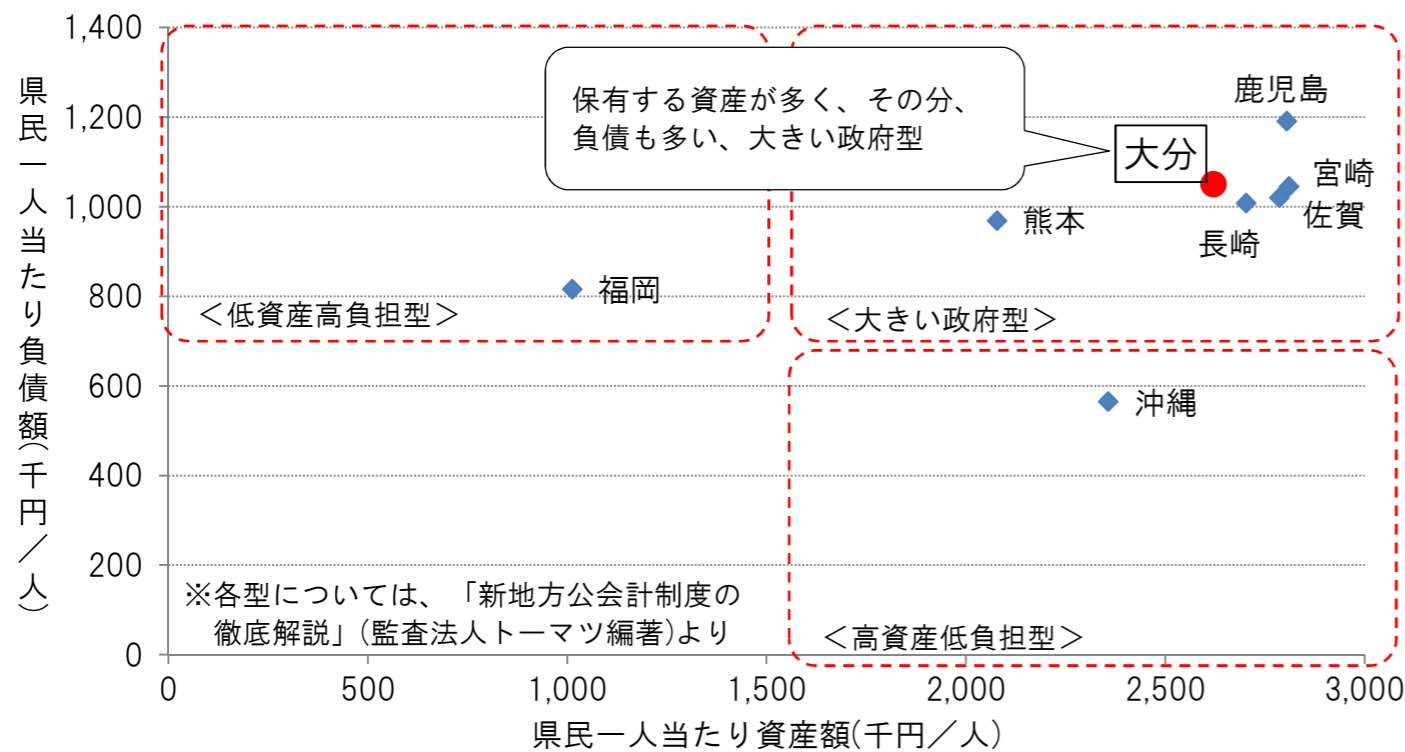 県民一人当たり負債額(千円／人)
1,400
1,200
1,000
800
600
400
200
0
保有する資産が多く、その分、
負債も多い、大きい政府型
大分
鹿児島
宮崎
佐賀
長崎
熊本
福岡
＜低資産高負担型＞
＜大きい政府型＞
沖縄
※各型については、「新地方公会計制度の
徹底解説」(監査法人トーマツ編著)より
＜高資産低負担型＞
0
500
1,000
1,500
2,000
2,500
3,000
県民一人当たり資産額(千円／人)